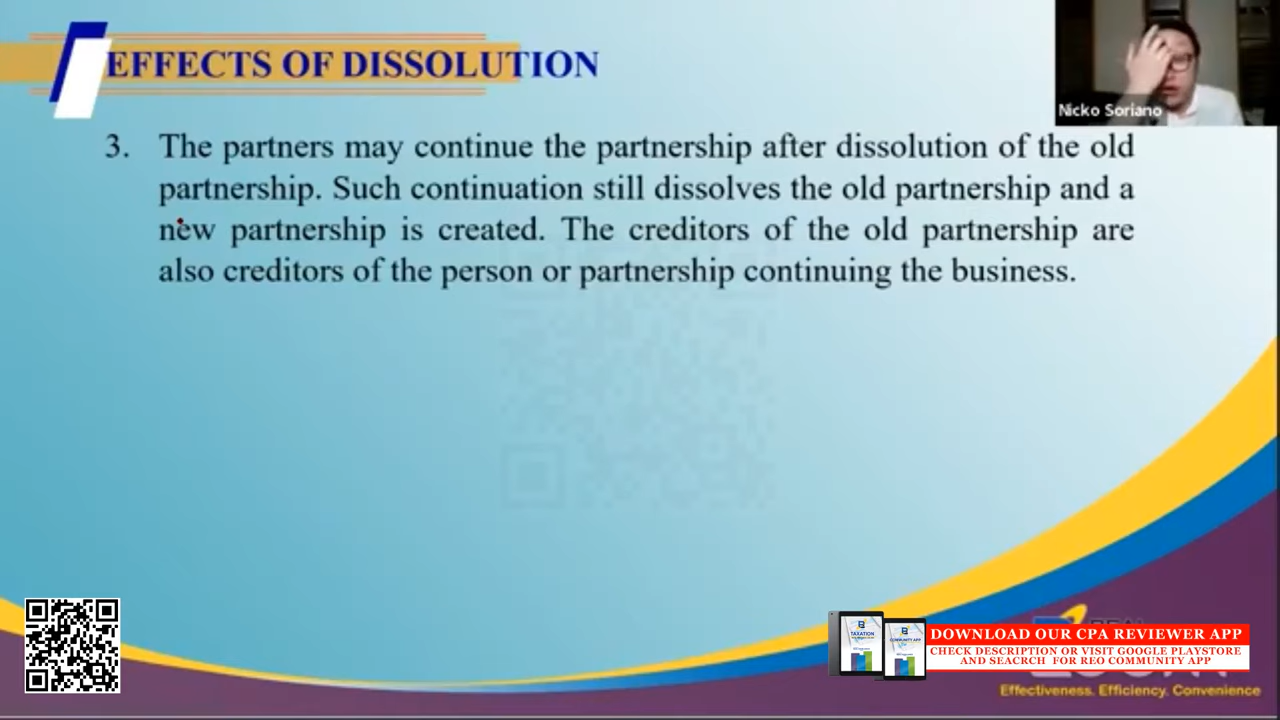 EFFECTS OF DISSOLUTION
Nicko Soriano
3. The partners may continue the partnership after dissolution of the old
partnership. Such continuation still dissolves the old partnership and a
new partnership is created. The creditors of the old partnership are
also creditors of the person or partnership continuing the business.
TAXATION
COMMUNITY APP
DOWNLOAD OUR CPA REVIEWER APP
CHECK DESCRIPTION OR VISIT GOOGLE PLAYSTORE
AND SEACRCH FOR REO COMMUNITY APP
Effectiveness. Efficiency. Convenience